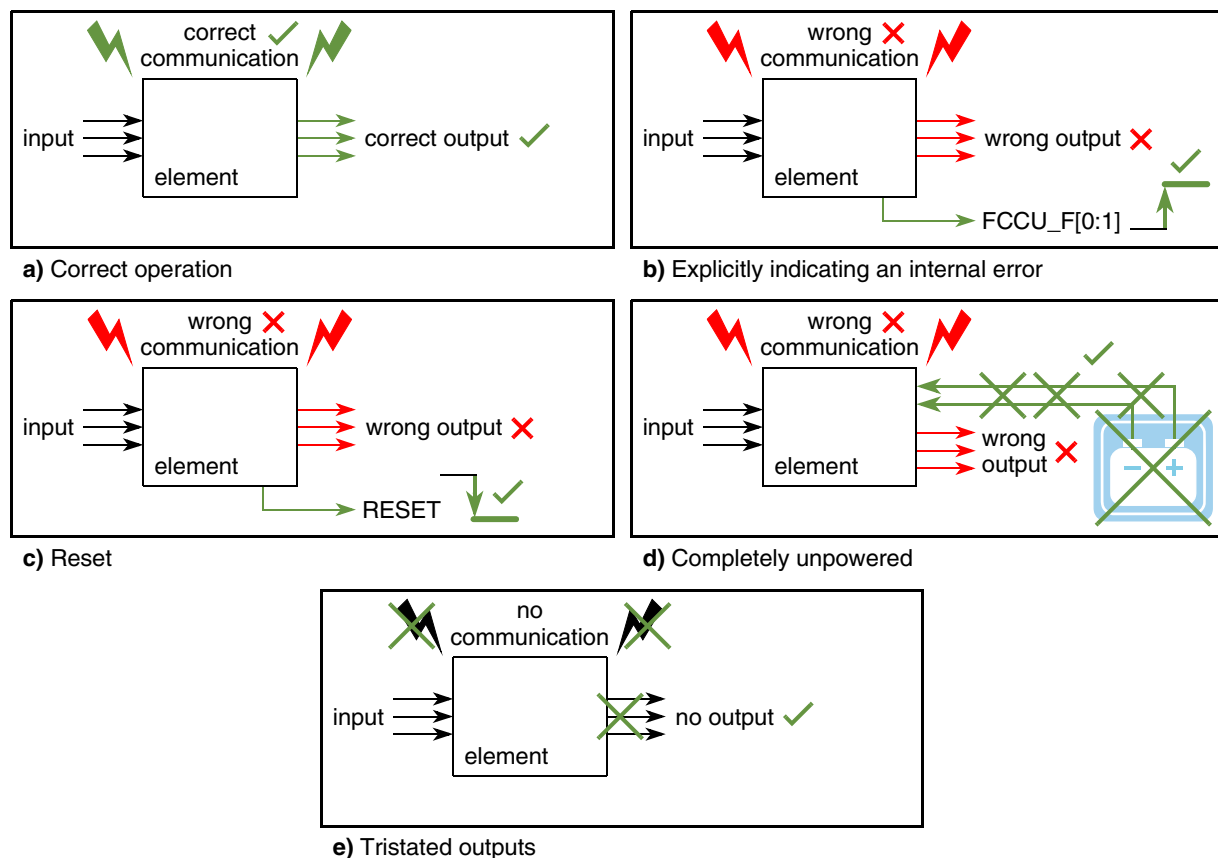 correct
communication
input
correct output
element
a) Correct operation
wrong
communication
input
wrong output
element
FCCU_F[0:1]
b) Explicitly indicating an internal error
wrong
communication
input
wrong output
element
RESET
c) Reset
wrong
communication
input
wrong
output
element
− +
d) Completely unpowered
no
communication
input
no output
element
e) Tristated outputs